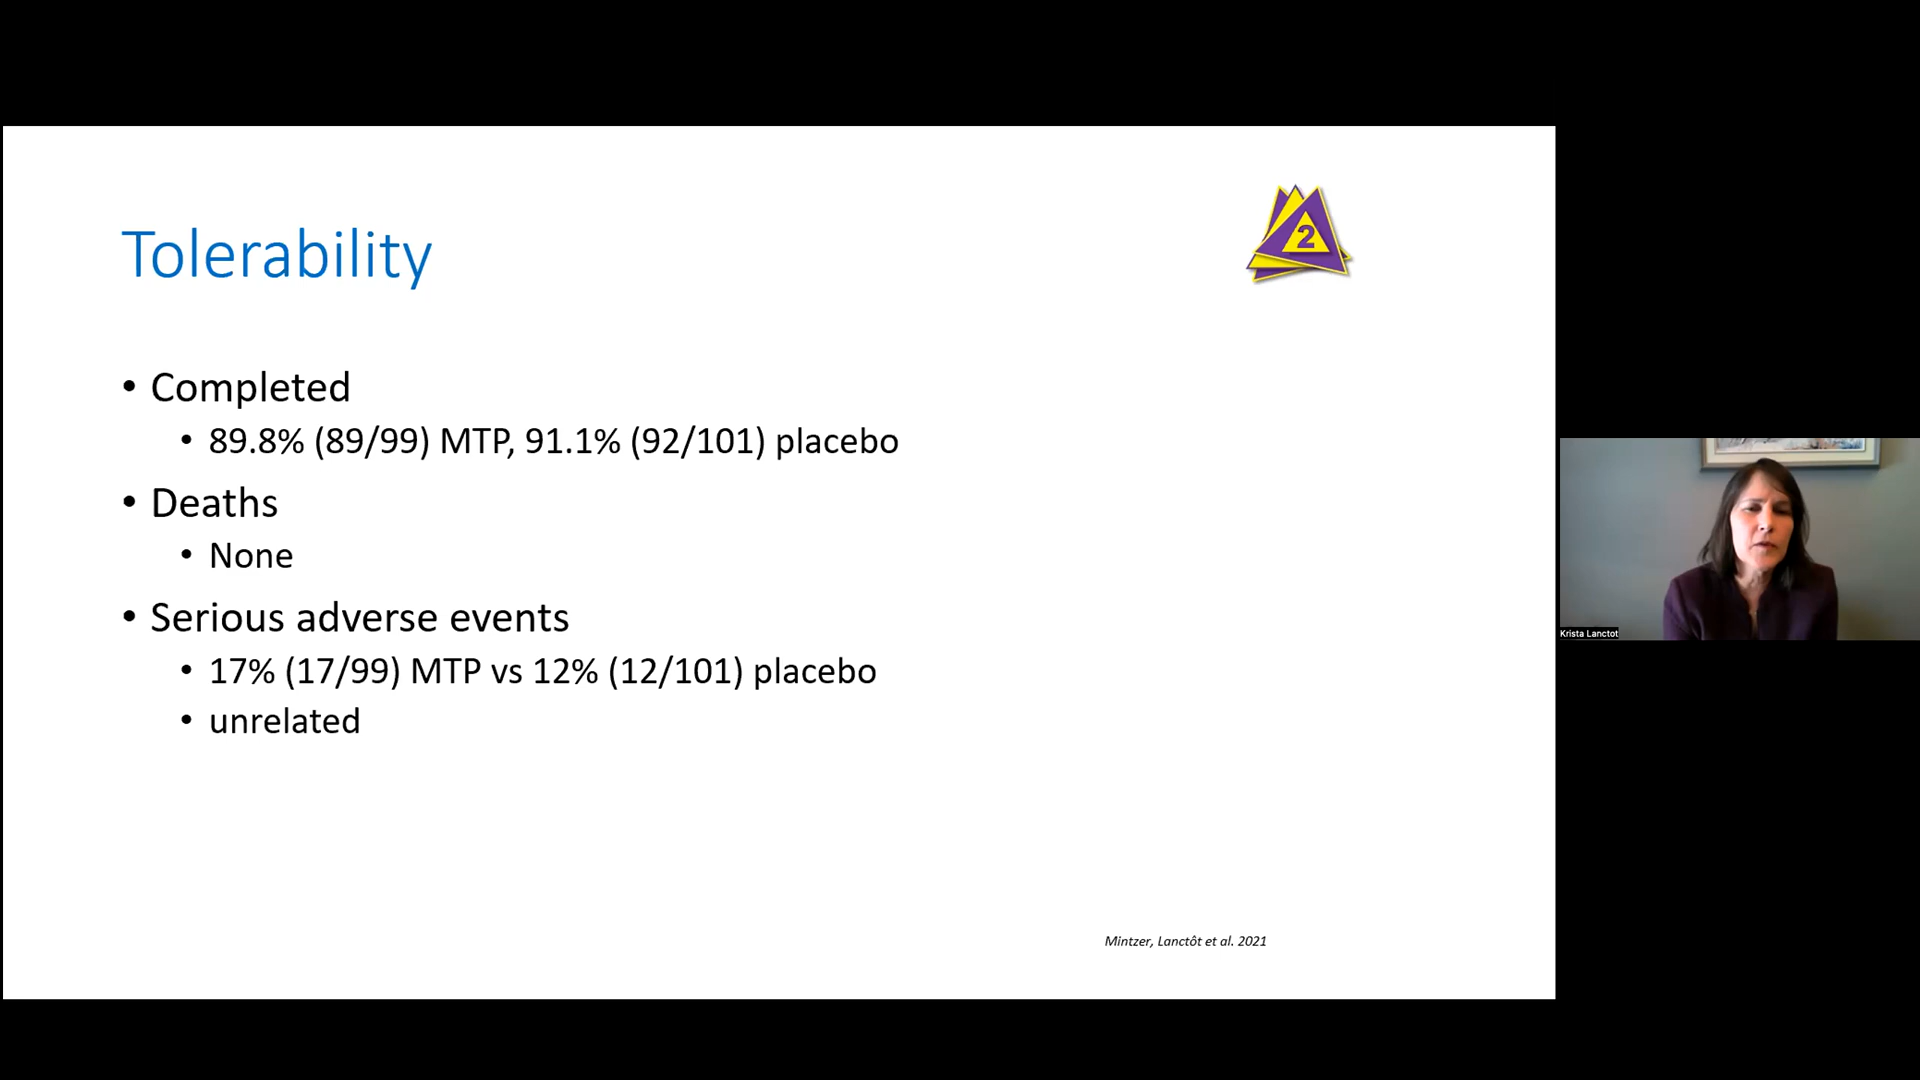 Tolerability
2
• Completed
• 89.8% (89/99) MTP, 91.1% (92/101) placebo
• Deaths
• None
• Serious adverse events
• 17% (17/99) MTP vs 12% (12/101) placebo
• unrelated
Mintzer, Lanctôt et al. 2021
Krista Lanctot